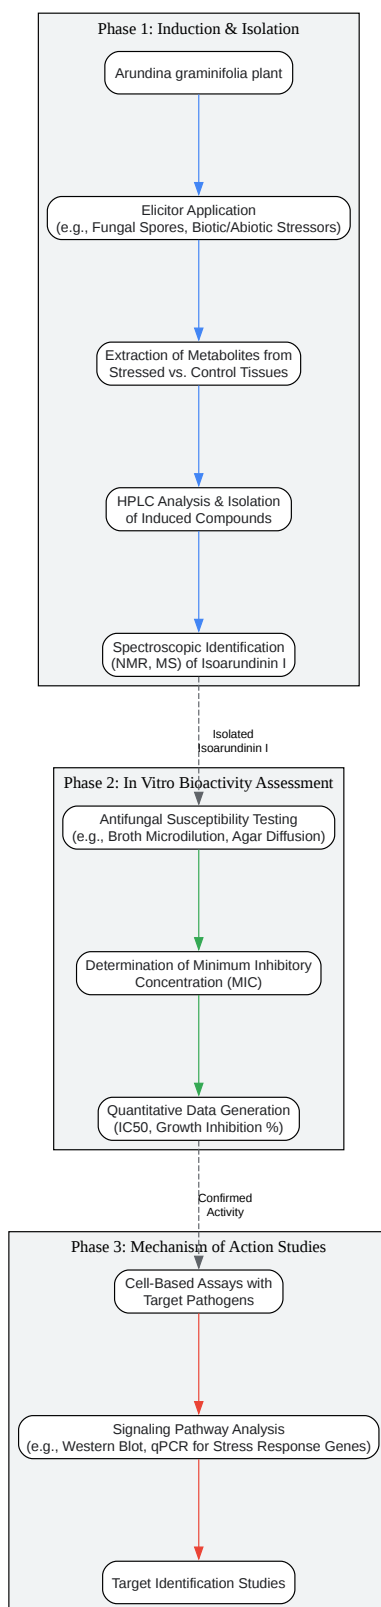 Phase 1: Induction & Isolation
Arundina graminifolia plant
Elicitor Application
(e.g., Fungal Spores, Biotic/Abiotic Stressors)
Extraction of Metabolites from
Stressed vs. Control Tissues
HPLC Analysis & Isolation
of Induced Compounds
Spectroscopic Identification
(NMR, MS) of Isoarundinin I
Isolated
Isoarundinin I
Phase 2: In Vitro Bioactivity Assessment
Antifungal Susceptibility Testing
(e.g., Broth Microdilution, Agar Diffusion)
Determination of Minimum Inhibitory
Concentration (MIC)
Quantitative Data Generation
(IC50, Growth Inhibition %)
Confirmed
Activity
Phase 3: Mechanism of Action Studies
Cell-Based Assays with
Target Pathogens
Signaling Pathway Analysis
(e.g., Western Blot, qPCR for Stress Response Genes)
Target Identification Studies